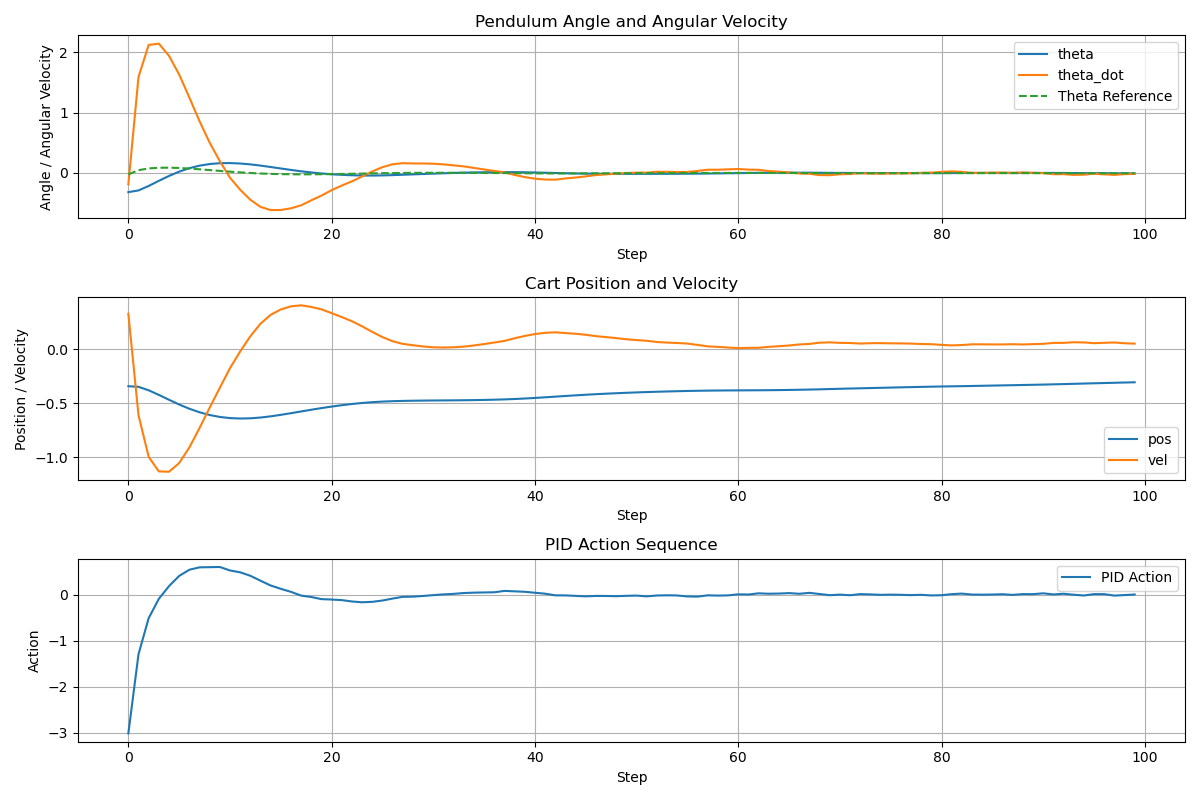 Pendulum Angle and Angular Velocity
Angle / Angular Velocity
2
1
0
theta
theta_dot
Theta Reference
0 20 40 60 80 100
Step
Cart Position and Velocity
Position / Velocity
0.0
−0.5
−1.0
pos
vel
0 20 40 60 80 100
Step
PID Action Sequence
Action
0
−1
−2
−3
PID Action
0 20 40 60 80 100
Step